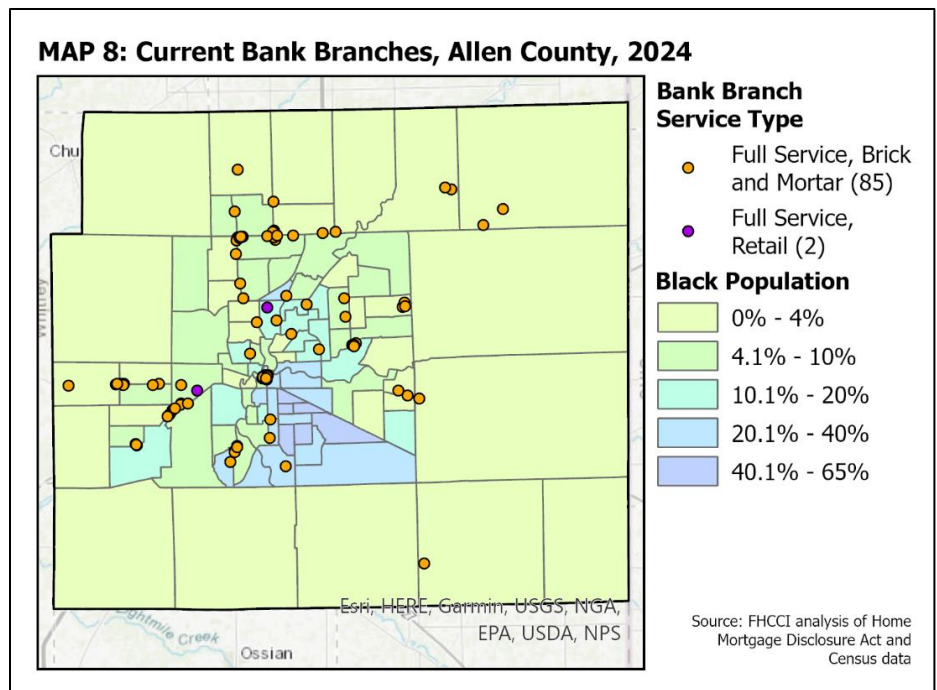 MAP 8: Current Bank Branches, Allen County, 2024
Bank Branch
Service Type
Full Service, Brick
and Mortar (85)
Full Service,
Retail (2)
Black Population
0% - 4%
4.1% - 10%
10.1% - 20%
20.1% - 40%
40.1% - 65%
Chu
Whitley
Esri, HERE, Garmin, USGS, NGA,
EPA, USDA, NPS
Eightmile Creek
Ossian
Source: FHCCI analysis of Home
Mortgage Disclosure Act and
Census data